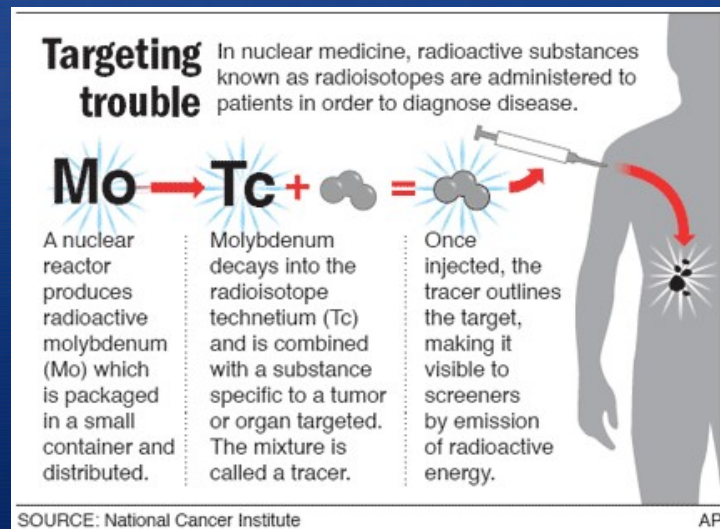 Targeting
trouble
In nuclear medicine, radioactive substances
known as radioisotopes are administered to
patients in order to diagnose disease.
Mo Tc + =
A nuclear
reactor
produces
radioactive
molybdenum
(Mo) which
is packaged
in a small
container and
distributed.
Molybdenum
decays into the
radioisotope
technetium (Tc)
and is combined
with a substance
specific to a tumor
or organ targeted.
The mixture is
called a tracer.
Once
injected, the
tracer outlines
the target,
making it
visible to
screeners
by emission
of radioactive
energy.
SOURCE: National Cancer Institute
AP